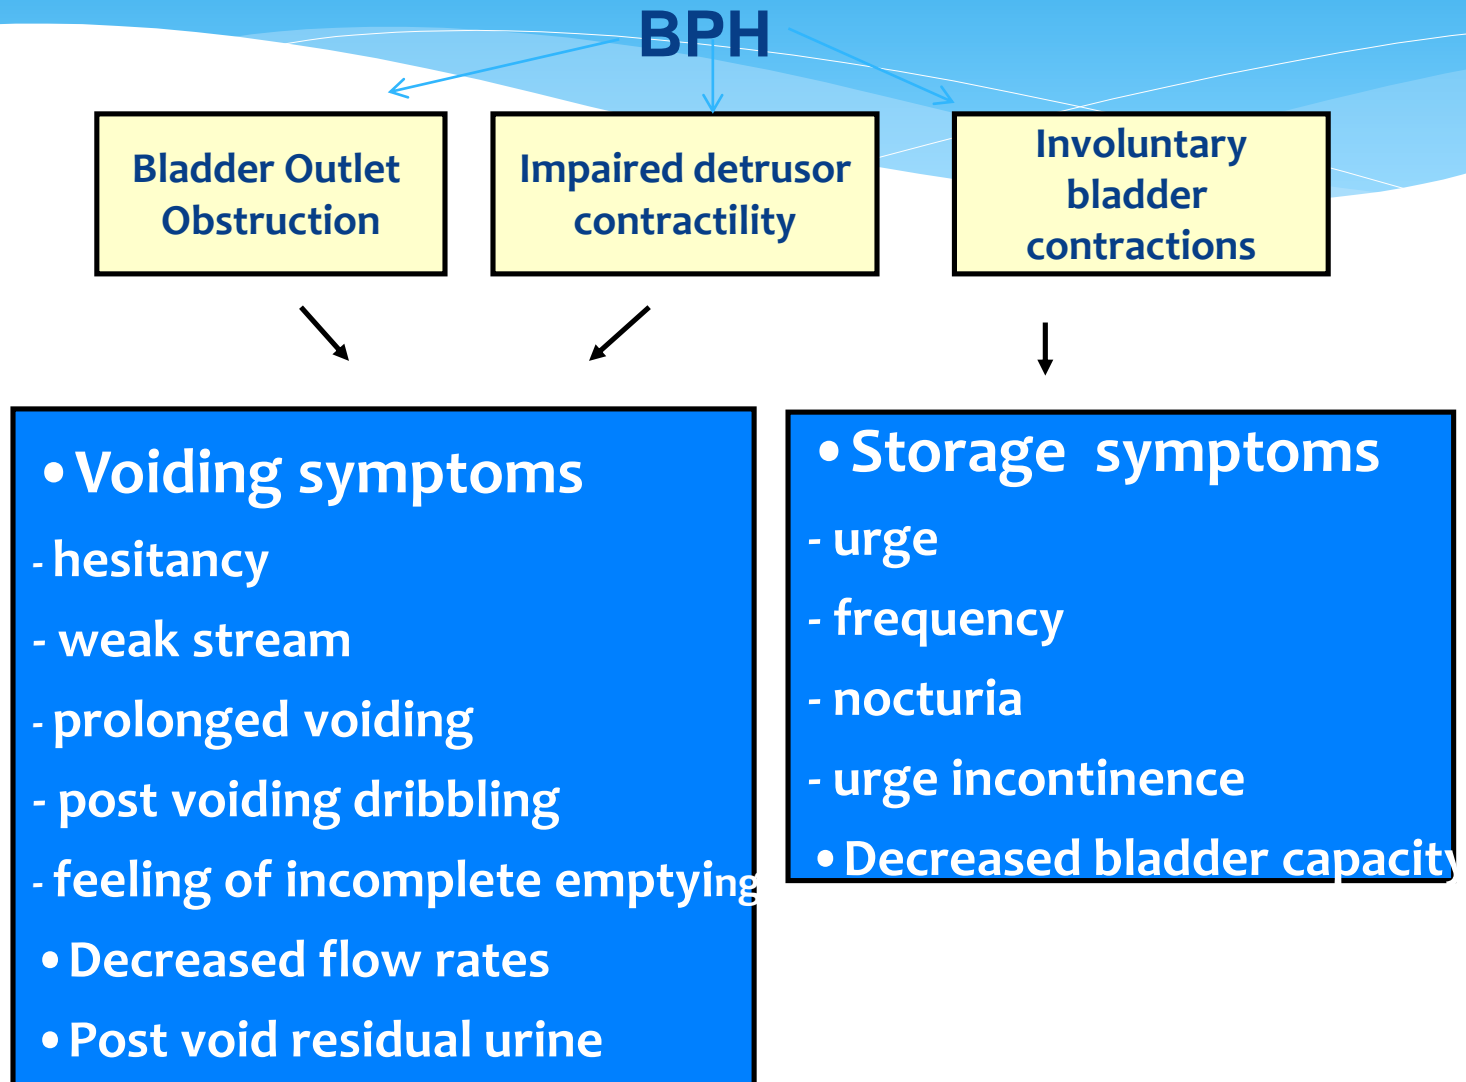 BPH
Bladder Outlet
Obstruction
Impaired detrusor
contractility
Involuntary
bladder
contractions
•Voiding symptoms
- hesitancy
- weak stream
- prolonged voiding
- post voiding dribbling
- feeling of incomplete emptying
•Decreased flow rates
•Post void residual urine
•Storage symptoms
- urge
- frequency
- nocturia
- urge incontinence
•Decreased bladder capacity